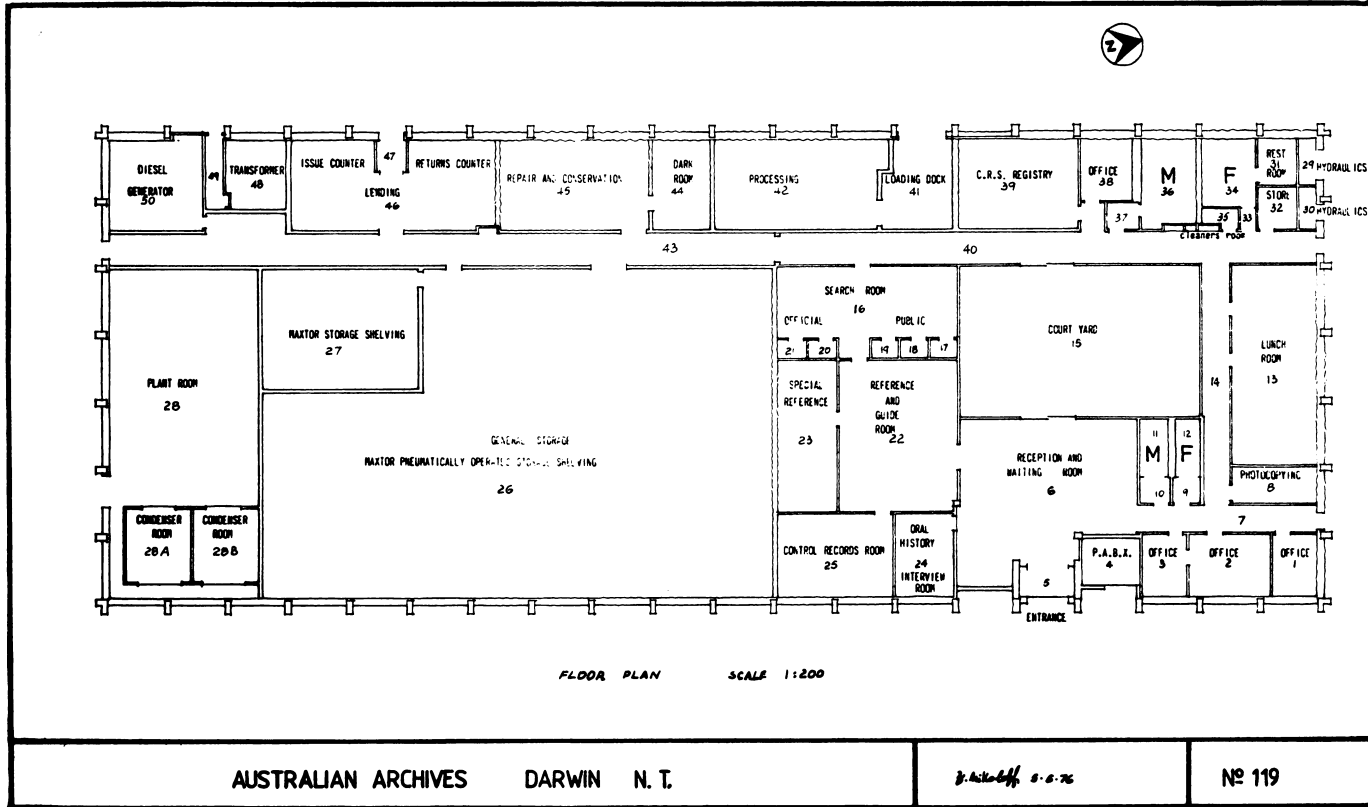 N
DIESEL
GENERATOR
50
49
TRANSFORMER
48
ISSUE COUNTER
47
RETURNS COUNTER
LENDING
46
REPAIR AND CONSERVATION
45
DARK
ROOM
44
PROCESSING
42
LOADING DOCK
41
C.R.S. REGISTRY
39
OFFICE
38
37
M
36
F
34
35
33
cleaners room
REST
31
ROOM
STORE
32
29 HYDRAULICS
30 HYDRAULICS
43
40
PLANT ROOM
28
MAXTOR STORAGE SHELVING
27
GENERAL STORAGE
MAXTOR PNEUMATICALLY OPERATED STORAGE SHELVING
26
CONDENSER
ROOM
28A
CONDENSER
ROOM
28B
SEARCH ROOM
16
OFFICIAL
PUBLIC
21
20
19
18
17
SPECIAL
REFERENCE
23
REFERENCE
AND
GUIDE
ROOM
22
CONTROL RECORDS ROOM
25
ORAL
HISTORY
24
INTERVIEW
ROOM
COURT YARD
15
RECEPTION AND
WAITING ROOM
6
11
M
10
12
F
9
14
LUNCH
ROOM
13
PHOTOCOPYING
8
7
P.A.B.X.
4
OFFICE
3
OFFICE
2
OFFICE
1
5
ENTRANCE
FLOOR PLAN SCALE 1:200
AUSTRALIAN ARCHIVES DARWIN N.T.
Nº 119